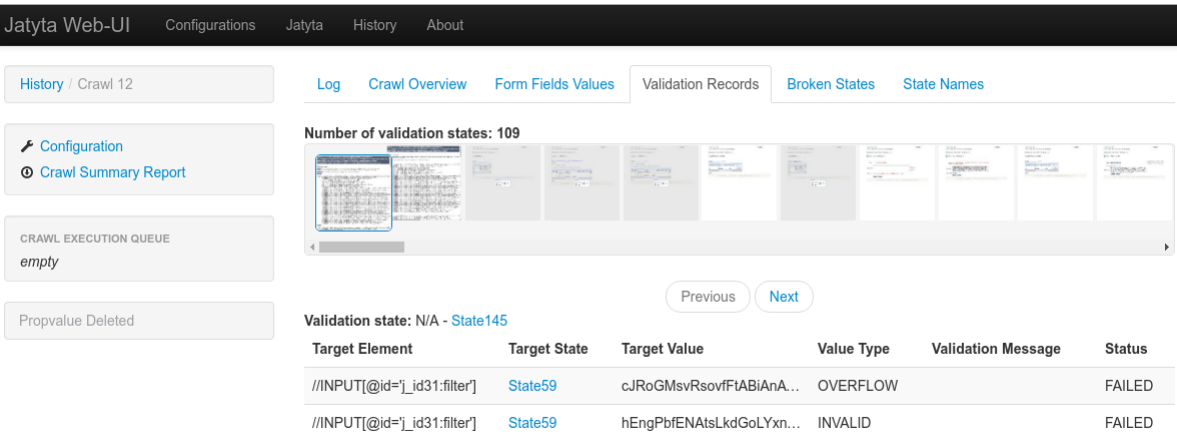 Jatyta Web-UI Configurations Jatyta History About
History / Crawl 12
Configuration
Crawl Summary Report
CRAWL EXECUTION QUEUE
empty
Propvalue Deleted
Log Crawl Overview Form Fields Values Validation Records Broken States State Names
Number of validation states: 109
Previous Next
Validation state: N/A - State145
Target Element Target State Target Value Value Type Validation Message Status
//INPUT[@id='j_id31:filter'] State59 cJRoGMsvRsovfFtABiAnA... OVERFLOW FAILED
//INPUT[@id='j_id31:filter'] State59 hEngPbfENAtsLkdGoLYxn... INVALID FAILED